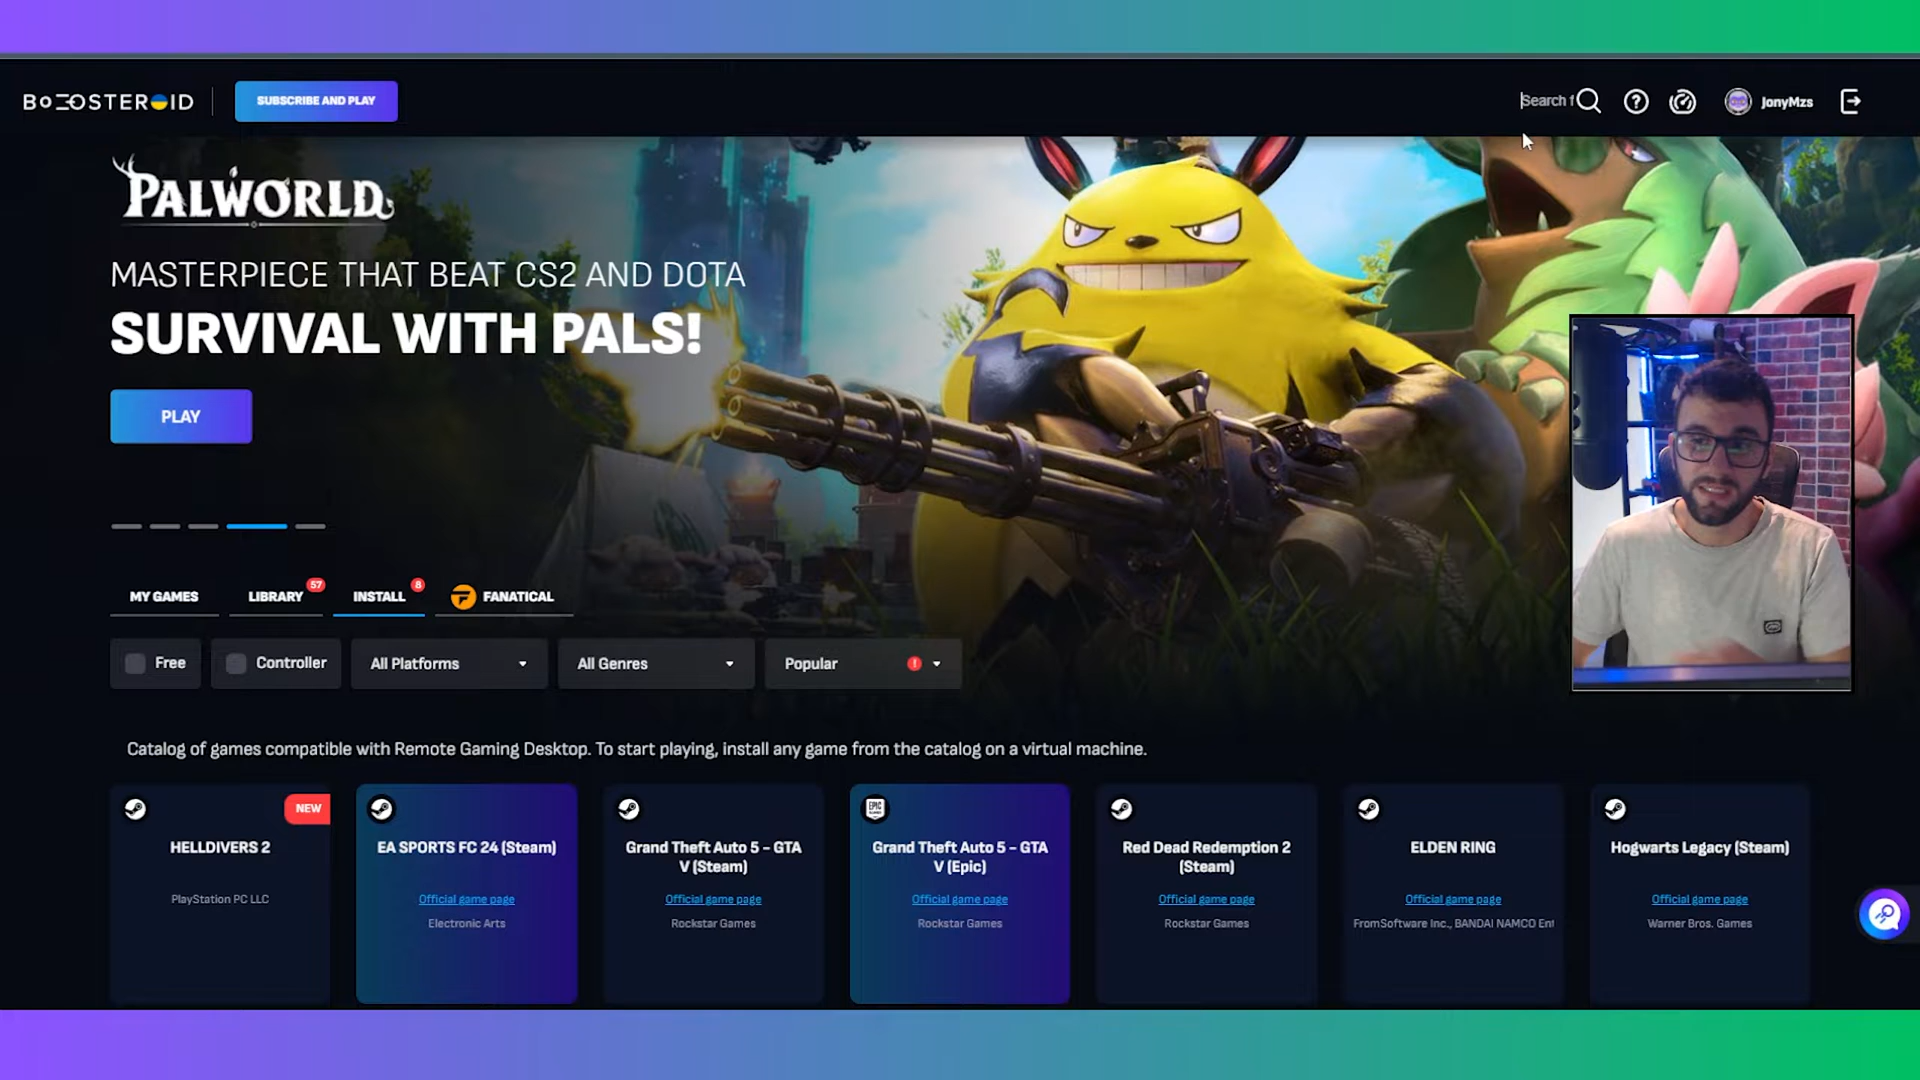 BOOSTEROID
SUBSCRIBE AND PLAY
Search f
JonyMzs
PALWORLD
MASTERPIECE THAT BEAT CS2 AND DOTA
SURVIVAL WITH PALS!
PLAY
MY GAMES
LIBRARY 57
INSTALL 8
FANATICAL
Free
Controller
All Platforms
All Genres
Popular !
Catalog of games compatible with Remote Gaming Desktop. To start playing, install any game from the catalog on a virtual machine.
NEW
HELLDIVERS 2
PlayStation PC LLC
EA SPORTS FC 24 (Steam)
Official game page
Electronic Arts
Grand Theft Auto 5 - GTA
V (Steam)
Official game page
Rockstar Games
EPIC
GAMES
Grand Theft Auto 5 - GTA
V (Epic)
Official game page
Rockstar Games
Red Dead Redemption 2
(Steam)
Official game page
Rockstar Games
ELDEN RING
Official game page
FromSoftware Inc., BANDAI NAMCO Ent
Hogwarts Legacy (Steam)
Official game page
Warner Bros. Games